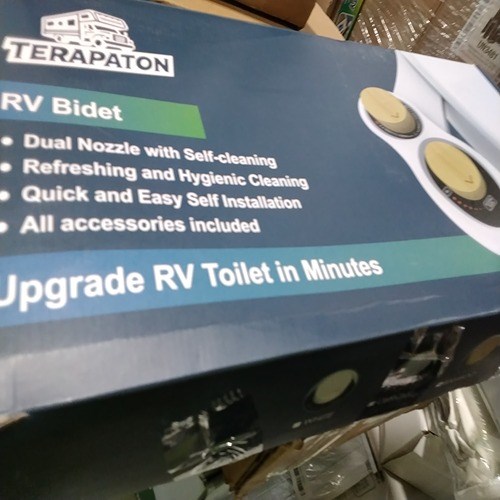 TERAPATON
RV Bidet
• Dual Nozzle with Self-cleaning
• Refreshing and Hygienic Cleaning
• Quick and Easy Self Installation
• All accessories included
Upgrade RV Toilet in Minutes